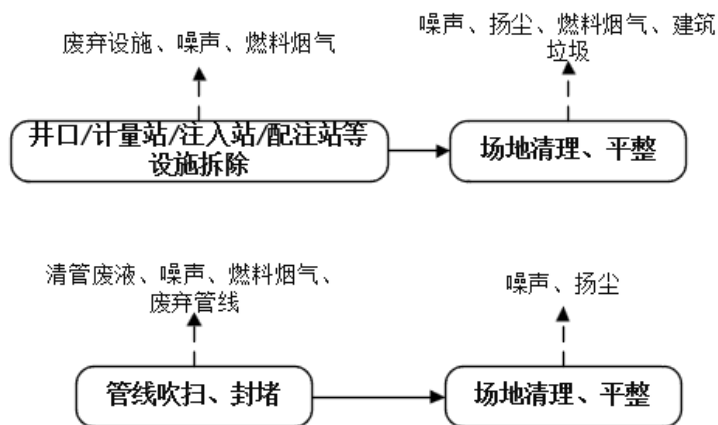 废弃设施、噪声、燃料烟气
噪声、扬尘、燃料烟气、建筑
垃圾
井口/计量站/注入站/配注站等
设施拆除
场地清理、平整
清管废液、噪声、燃料烟气、
废弃管线
噪声、扬尘
管线吹扫、封堵
场地清理、平整